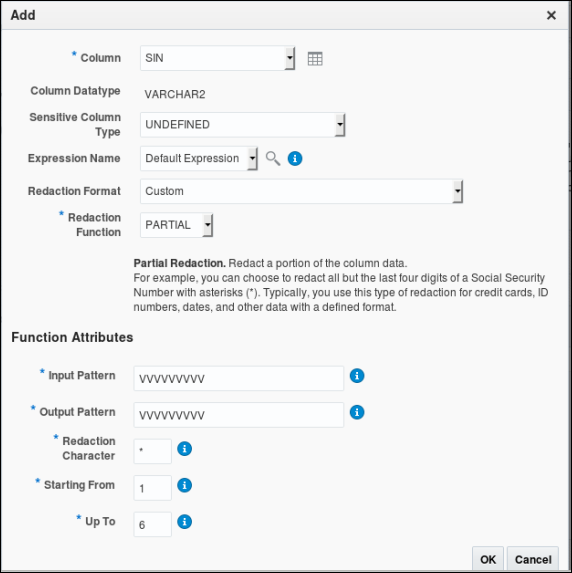 Add
* Column SIN
Column Datatype VARCHAR2
Sensitive Column
Type
UNDEFINED
Expression Name Default Expression
Redaction Format Custom
* Redaction
Function
PARTIAL
Partial Redaction. Redact a portion of the column data.
For example, you can choose to redact all but the last four digits of a Social Security
Number with asterisks (*). Typically, you use this type of redaction for credit cards, ID
numbers, dates, and other data with a defined format.
Function Attributes
* Input Pattern VVVVVVVVV
* Output Pattern VVVVVVVVV
* Redaction
Character
*
* Starting From 1
* Up To 6
OK Cancel